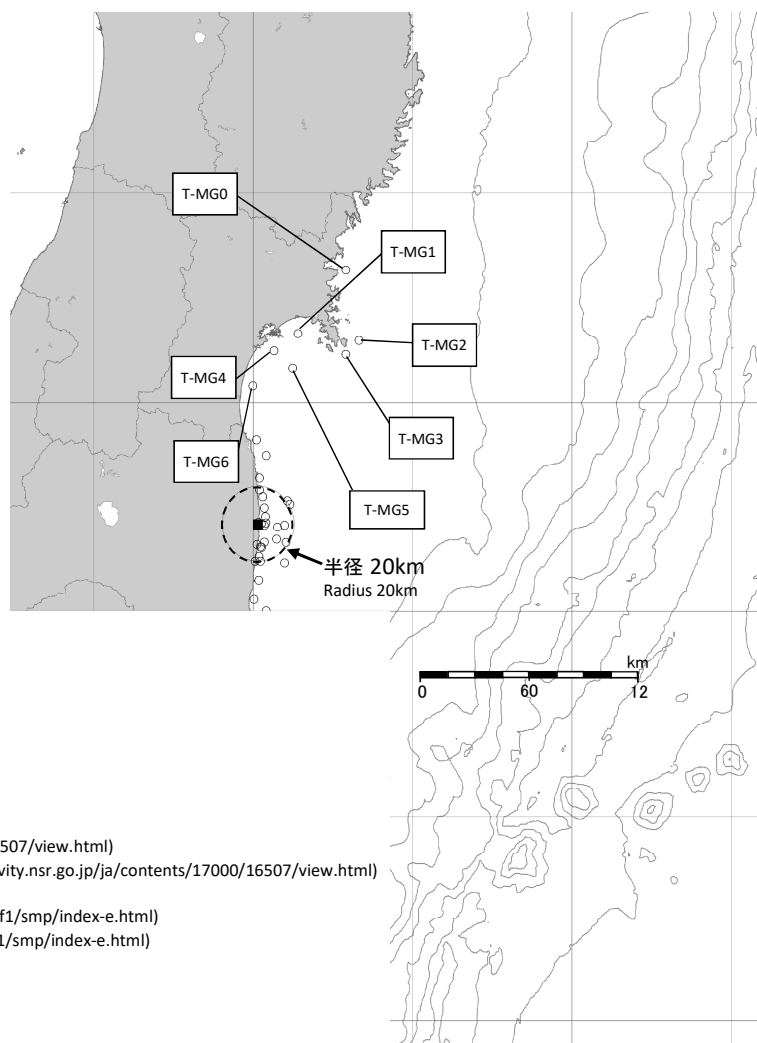 T-MG0
T-MG1
T-MG2
T-MG4
T-MG3
T-MG6
T-MG5
半径 20km
Radius 20km
km
0 60 12
507/view.html)
vity.nsr.go.jp/ja/contents/17000/16507/view.html)
f1/smp/index-e.html)
1/smp/index-e.html)